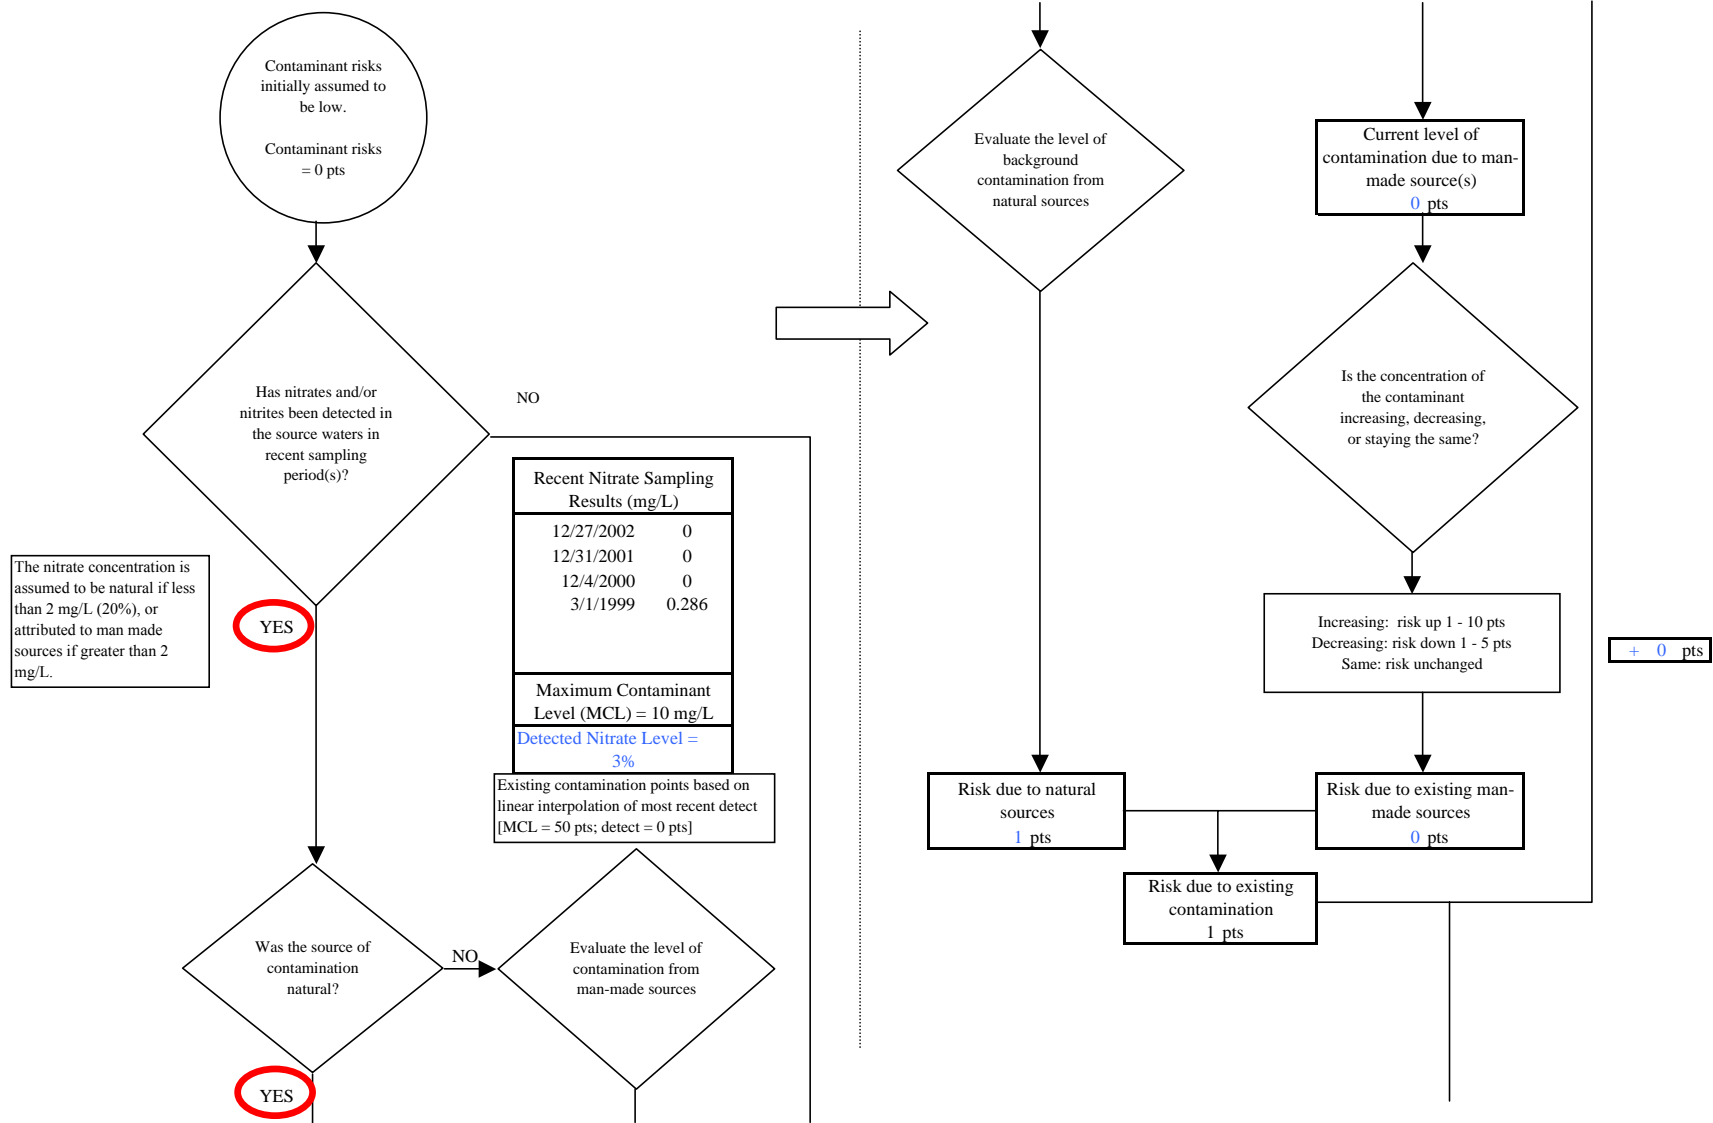 Contaminant risks
initially assumed to
be low.
Contaminant risks
= 0 pts
Has nitrates and/or
nitrites been detected in
the source waters in
recent sampling
period(s)?
NO
Recent Nitrate Sampling
Results (mg/L)
12/27/2002 0
12/31/2001 0
12/4/2000 0
3/1/1999 0.286
Maximum Contaminant
Level (MCL) = 10 mg/L
Detected Nitrate Level =
3%
Existing contamination points based on
linear interpolation of most recent detect
[MCL = 50 pts; detect = 0 pts]
The nitrate concentration is
assumed to be natural if less
than 2 mg/L (20%), or
attributed to man made
sources if greater than 2
mg/L.
YES
Was the source of
contamination
natural?
NO
Evaluate the level of
contamination from
man-made sources
YES
Evaluate the level of
background
contamination from
natural sources
Current level of
contamination due to man-
made source(s)
0 pts
Is the concentration of
the contaminant
increasing, decreasing,
or staying the same?
Increasing: risk up 1 - 10 pts
Decreasing: risk down 1 - 5 pts
Same: risk unchanged
+ 0 pts
Risk due to natural
sources
1 pts
Risk due to existing man-
made sources
0 pts
Risk due to existing
contamination
1 pts